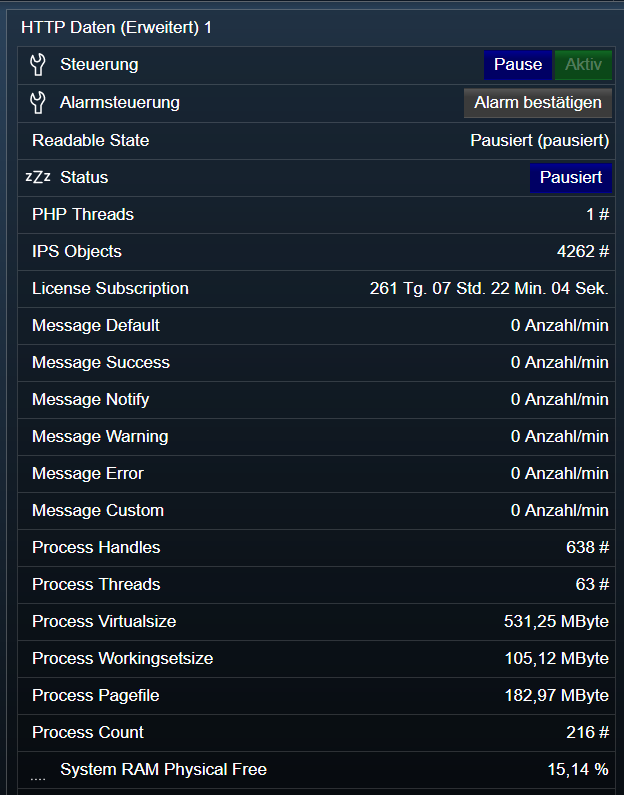 HTTP Daten (Erweitert) 1
Steuerung Pause Aktiv
Alarmsteuerung Alarm bestätigen
Readable State Pausiert (pausiert)
zZz Status Pausiert
PHP Threads 1 #
IPS Objects 4262 #
License Subscription 261 Tg. 07 Std. 22 Min. 04 Sek.
Message Default 0 Anzahl/min
Message Success 0 Anzahl/min
Message Notify 0 Anzahl/min
Message Warning 0 Anzahl/min
Message Error 0 Anzahl/min
Message Custom 0 Anzahl/min
Process Handles 638 #
Process Threads 63 #
Process Virtualsize 531,25 MByte
Process Workingsetsize 105,12 MByte
Process Pagefile 182,97 MByte
Process Count 216 #
.... System RAM Physical Free 15,14 %